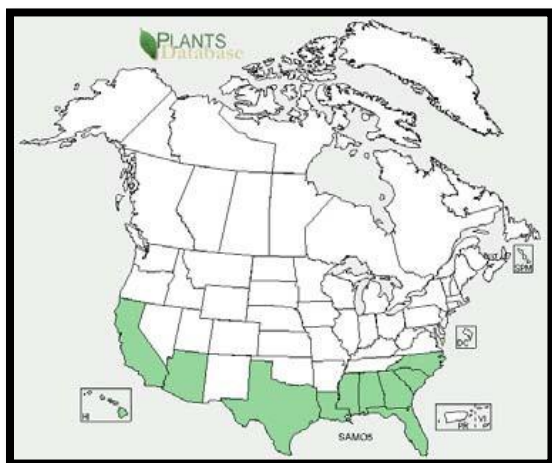 PLANTS
Database
SPM
DC
HI
PR
VI
SAMO5